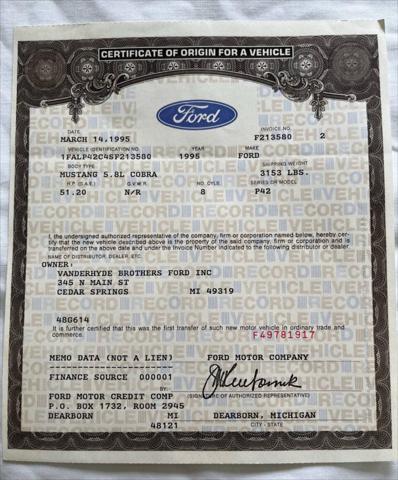 CERTIFICATE OF ORIGIN FOR A VEHICLE
Ford
DATE INVOICE NO.
MARCH 14,1995 F213580 2
VEHICLE IDENTIFICATION NO. YEAR MAKE
1FALP42C4SF213580 1995 FORD
BODY TYPE SHIPPING WEIGHT
MUSTANG 5.8L COBRA 3153 LBS.
H.P. (S.A.E.) G.V.W.R. NO. CYLS. SERIES OR MODEL
51.20 N/R 8 P42
I, the undersigned authorized representative of the company, firm or corporation named below, hereby cer-
tify that the new vehicle described above is the property of the said company, firm or corporation and is
transferred on the above date and under the Invoice Number indicated to the following distributor or dealer.
NAME OF DISTRIBUTOR, DEALER, ETC.
OWNER:
VANDERHYDE BROTHERS FORD INC
345 N MAIN ST
CEDAR SPRINGS MI 49319
48G614
It is further certified that this was the first transfer of such new motor vehicle in ordinary trade and
commerce. F49781917
MEMO DATA (NOT A LIEN) FORD MOTOR COMPANY
FINANCE SOURCE 000001
BY:
FORD MOTOR CREDIT COMP (SIGNATURE OF AUTHORIZED REPRESENTATIVE)
P.O. BOX 1732, ROOM 2945
DEARBORN MI DEARBORN, MICHIGAN
48121 CITY - STATE